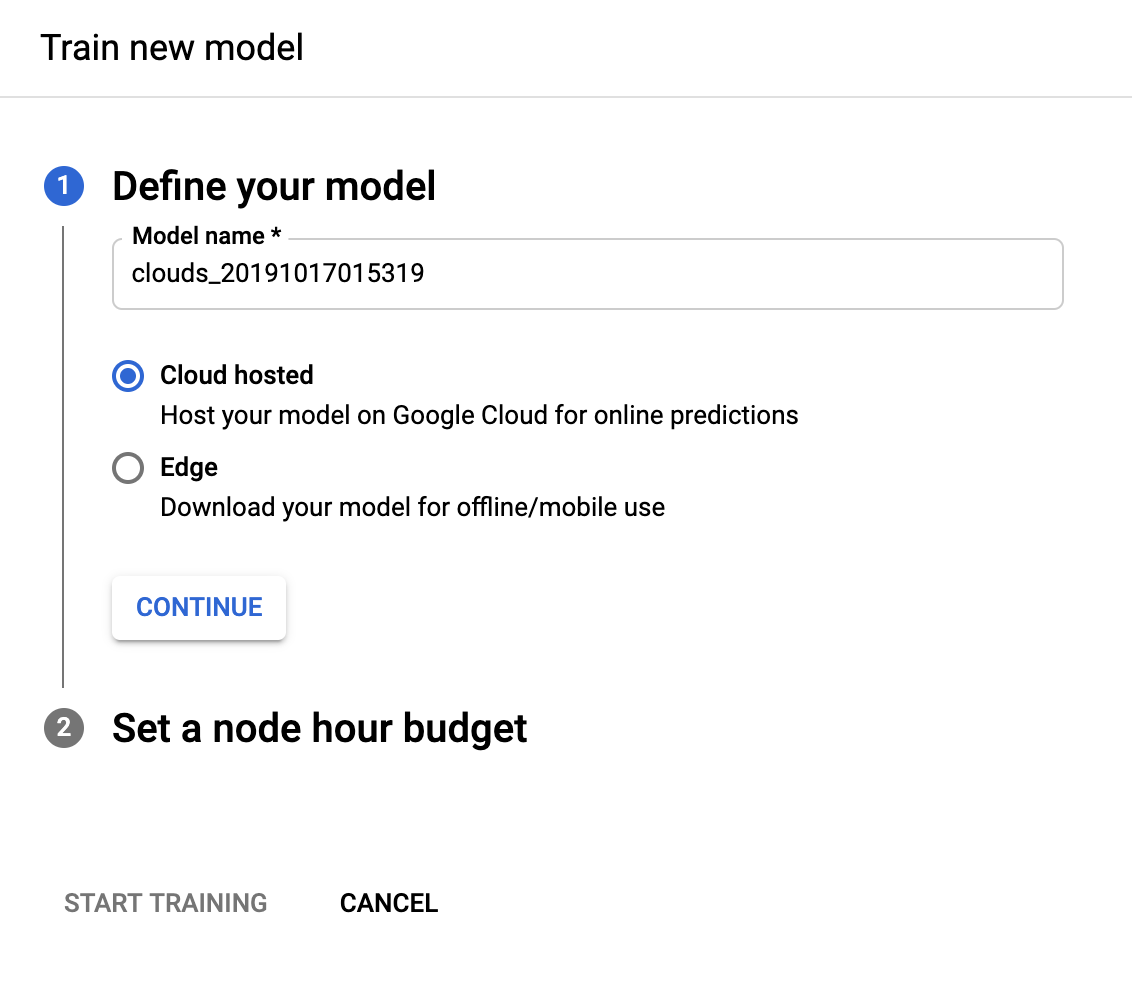 Train new model
1 Define your model
Model name *
clouds_20191017015319
Cloud hosted
Host your model on Google Cloud for online predictions
Edge
Download your model for offline/mobile use
CONTINUE
2 Set a node hour budget
START TRAINING CANCEL